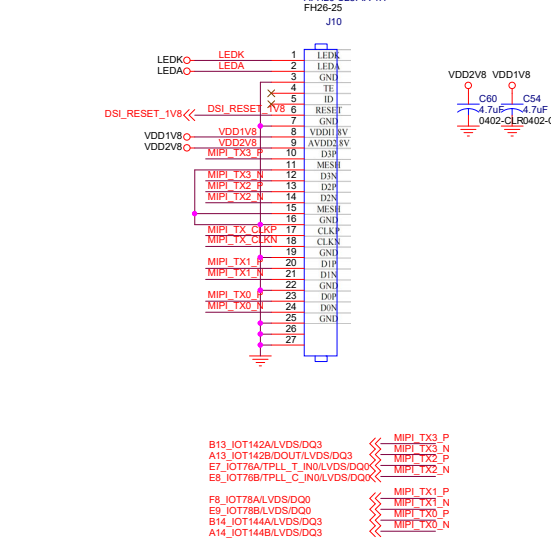 FH26-25
J10
LEDK LEDK 1 LEDK
LEDA LEDA 2 LEDA
3 GND
4 TE
5 ID
DSI_RESET_1V8 DSI_RESET_1V8 6 RESET
7 GND
VDD1V8 VDD1V8 8 VDDI1.8V
VDD2V8 VDD2V8 9 AVDD2.8V
MIPI_TX3_P 10 D3P
11 MESH
MIPI_TX3_N 12 D3N
MIPI_TX2_P 13 D2P
MIPI_TX2_N 14 D2N
15 MESH
16 GND
MIPI_TX_CLKP 17 CLKP
MIPI_TX_CLKN 18 CLKN
19 GND
MIPI_TX1_P 20 D1P
MIPI_TX1_N 21 D1N
22 GND
MIPI_TX0_P 23 D0P
MIPI_TX0_N 24 D0N
25 GND
26
27
VDD2V8 VDD1V8
C60 C54
4.7uF 4.7uF
0402-CLR 0402-C
B13_IOT142A/LVDS/DQ3 MIPI_TX3_P
A13_IOT142B/DOUT/LVDS/DQ3 MIPI_TX3_N
E7_IOT76A/TPLL_T_IN0/LVDS/DQ0 MIPI_TX2_P
E8_IOT76B/TPLL_C_IN0/LVDS/DQ0 MIPI_TX2_N
F8_IOT78A/LVDS/DQ0 MIPI_TX1_P
E9_IOT78B/LVDS/DQ0 MIPI_TX1_N
B14_IOT144A/LVDS/DQ3 MIPI_TX0_P
A14_IOT144B/LVDS/DQ3 MIPI_TX0_N